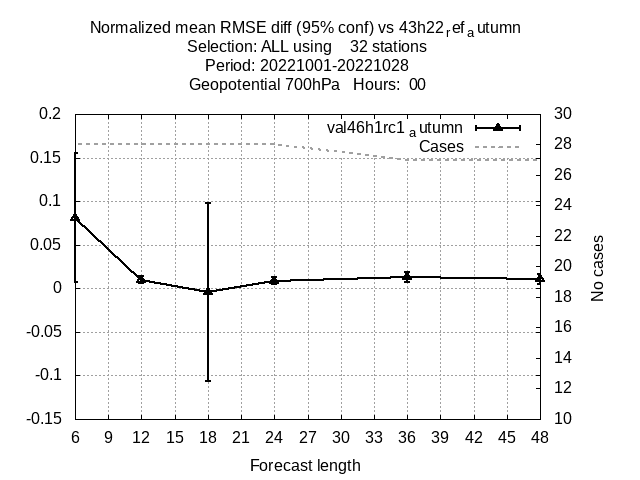 Normalized mean RMSE diff (95% conf) vs 43h22ref autumn
Selection: ALL using 32 stations
Period: 20221001-20221028
Geopotential 700hPa Hours: 00
val46h1rc1 autumn
Cases
0.2
0.15
0.1
0.05
0
-0.05
-0.1
-0.15
30
28
26
24
22
20
18
16
14
12
10
No cases
6 9 12 15 18 21 24 27 30 33 36 39 42 45 48
Forecast length